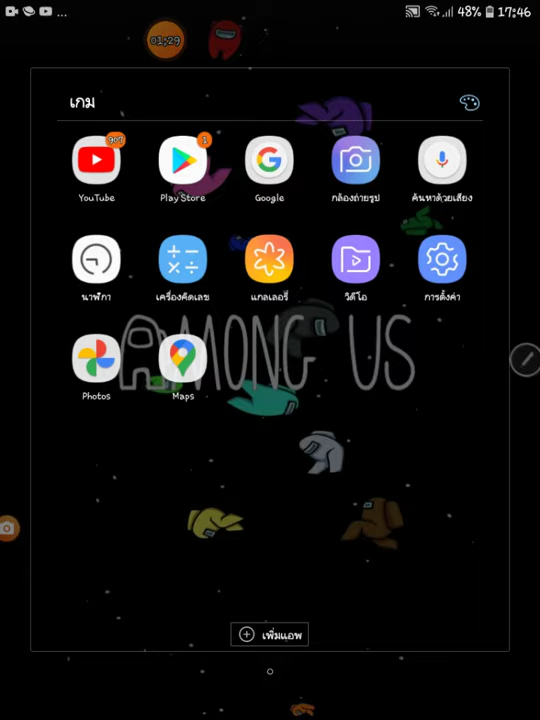 ... 48% 17:46
01:29
เกม
907 1
YouTube Play Store Google กล้องถ่ายรูป ค้นหาด้วยเสียง
นาฬิกา เครื่องคิดเลข แกลเลอรี่ วิดีโอ การตั้งค่า
AMONG US
Photos Maps
เพิ่มแอพ